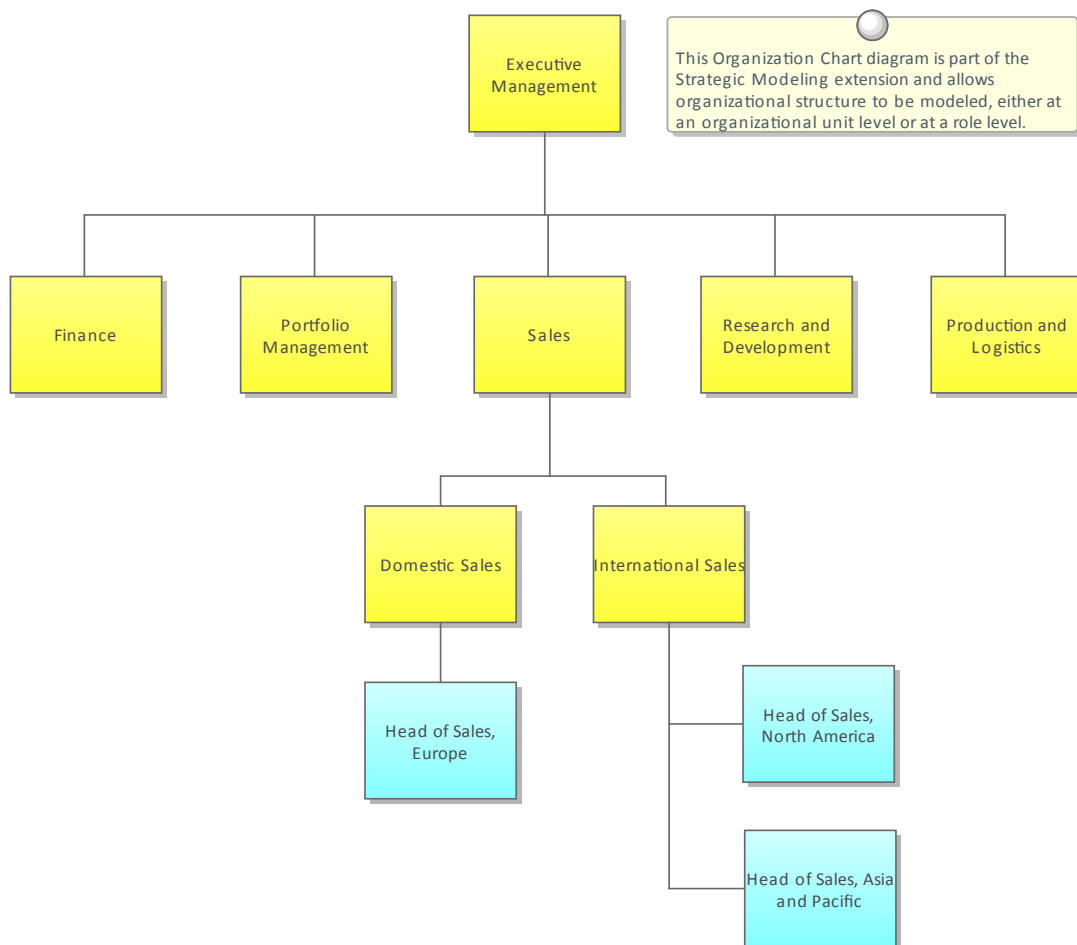 Executive
Management
This Organization Chart diagram is part of the
Strategic Modeling extension and allows
organizational structure to be modeled, either at
an organizational unit level or at a role level.
Finance
Portfolio
Management
Sales
Research and
Development
Production and
Logistics
Domestic Sales
International Sales
Head of Sales,
Europe
Head of Sales,
North America
Head of Sales, Asia
and Pacific